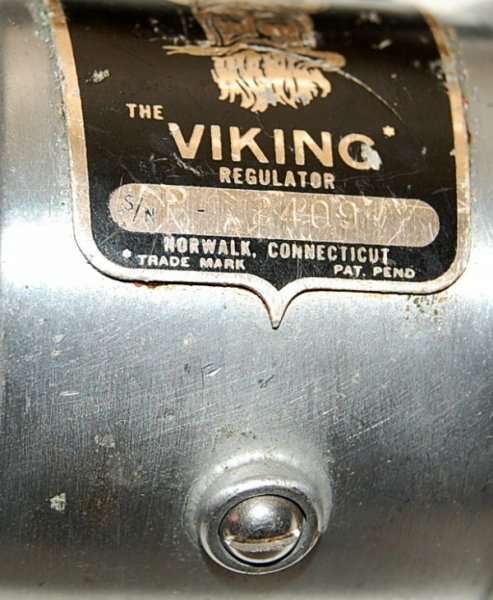 THE
VIKING*
REGULATOR
S/N
NORWALK, CONNECTICUT
* TRADE MARK PAT. PEND